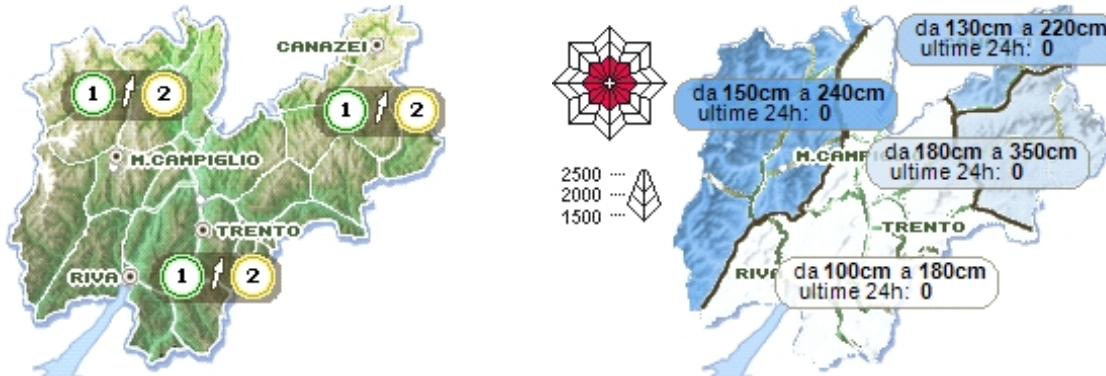 CANAZEI
1 2
1 2
M.CAMPIGLIO
TRENTO
RIVA
1 2
da 130cm a 220cm
ultime 24h: 0
da 150cm a 240cm
ultime 24h: 0
M.CAMP
da 180cm a 350cm
ultime 24h: 0
2500
2000
1500
TRENTO
RIVA
da 100cm a 180cm
ultime 24h: 0